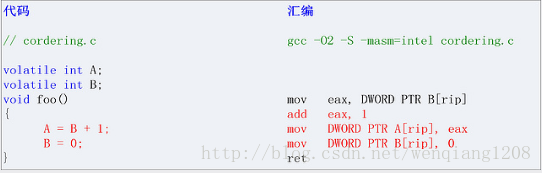 代码 汇编
// cordering.c gcc -O2 -S -masm=intel cordering.c
volatile int A;
volatile int B;
void foo() mov eax, DWORD PTR B[rip]
{ add eax, 1
A = B + 1; mov DWORD PTR A[rip], eax
B = 0; mov DWORD PTR B[rip], 0
} ret
http://blog.csdn.net/wenqiang1208